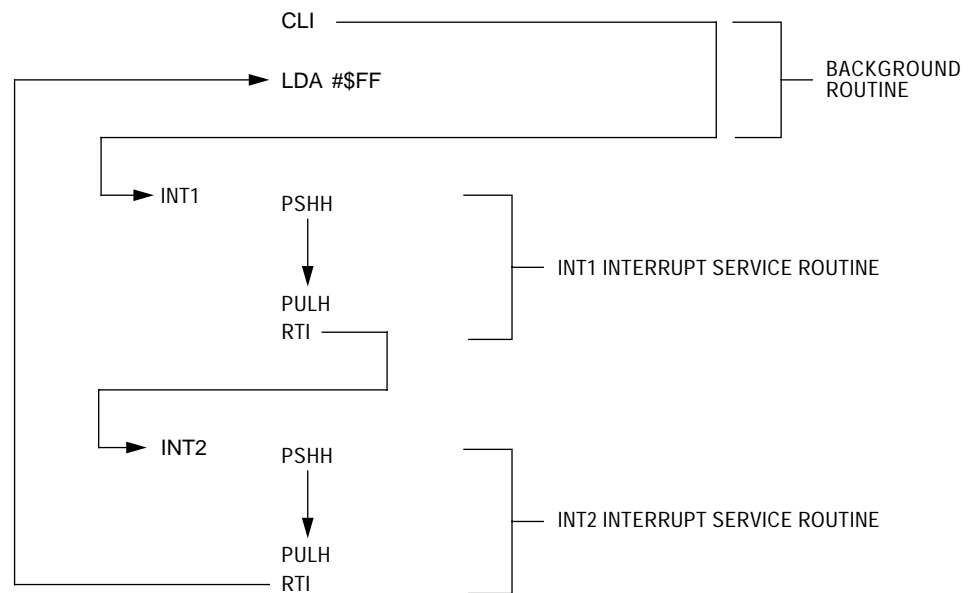 CLI
LDA #$FF
BACKGROUND
ROUTINE
INT1
PSHH
INT1 INTERRUPT SERVICE ROUTINE
PULH
RTI
INT2
PSHH
INT2 INTERRUPT SERVICE ROUTINE
PULH
RTI